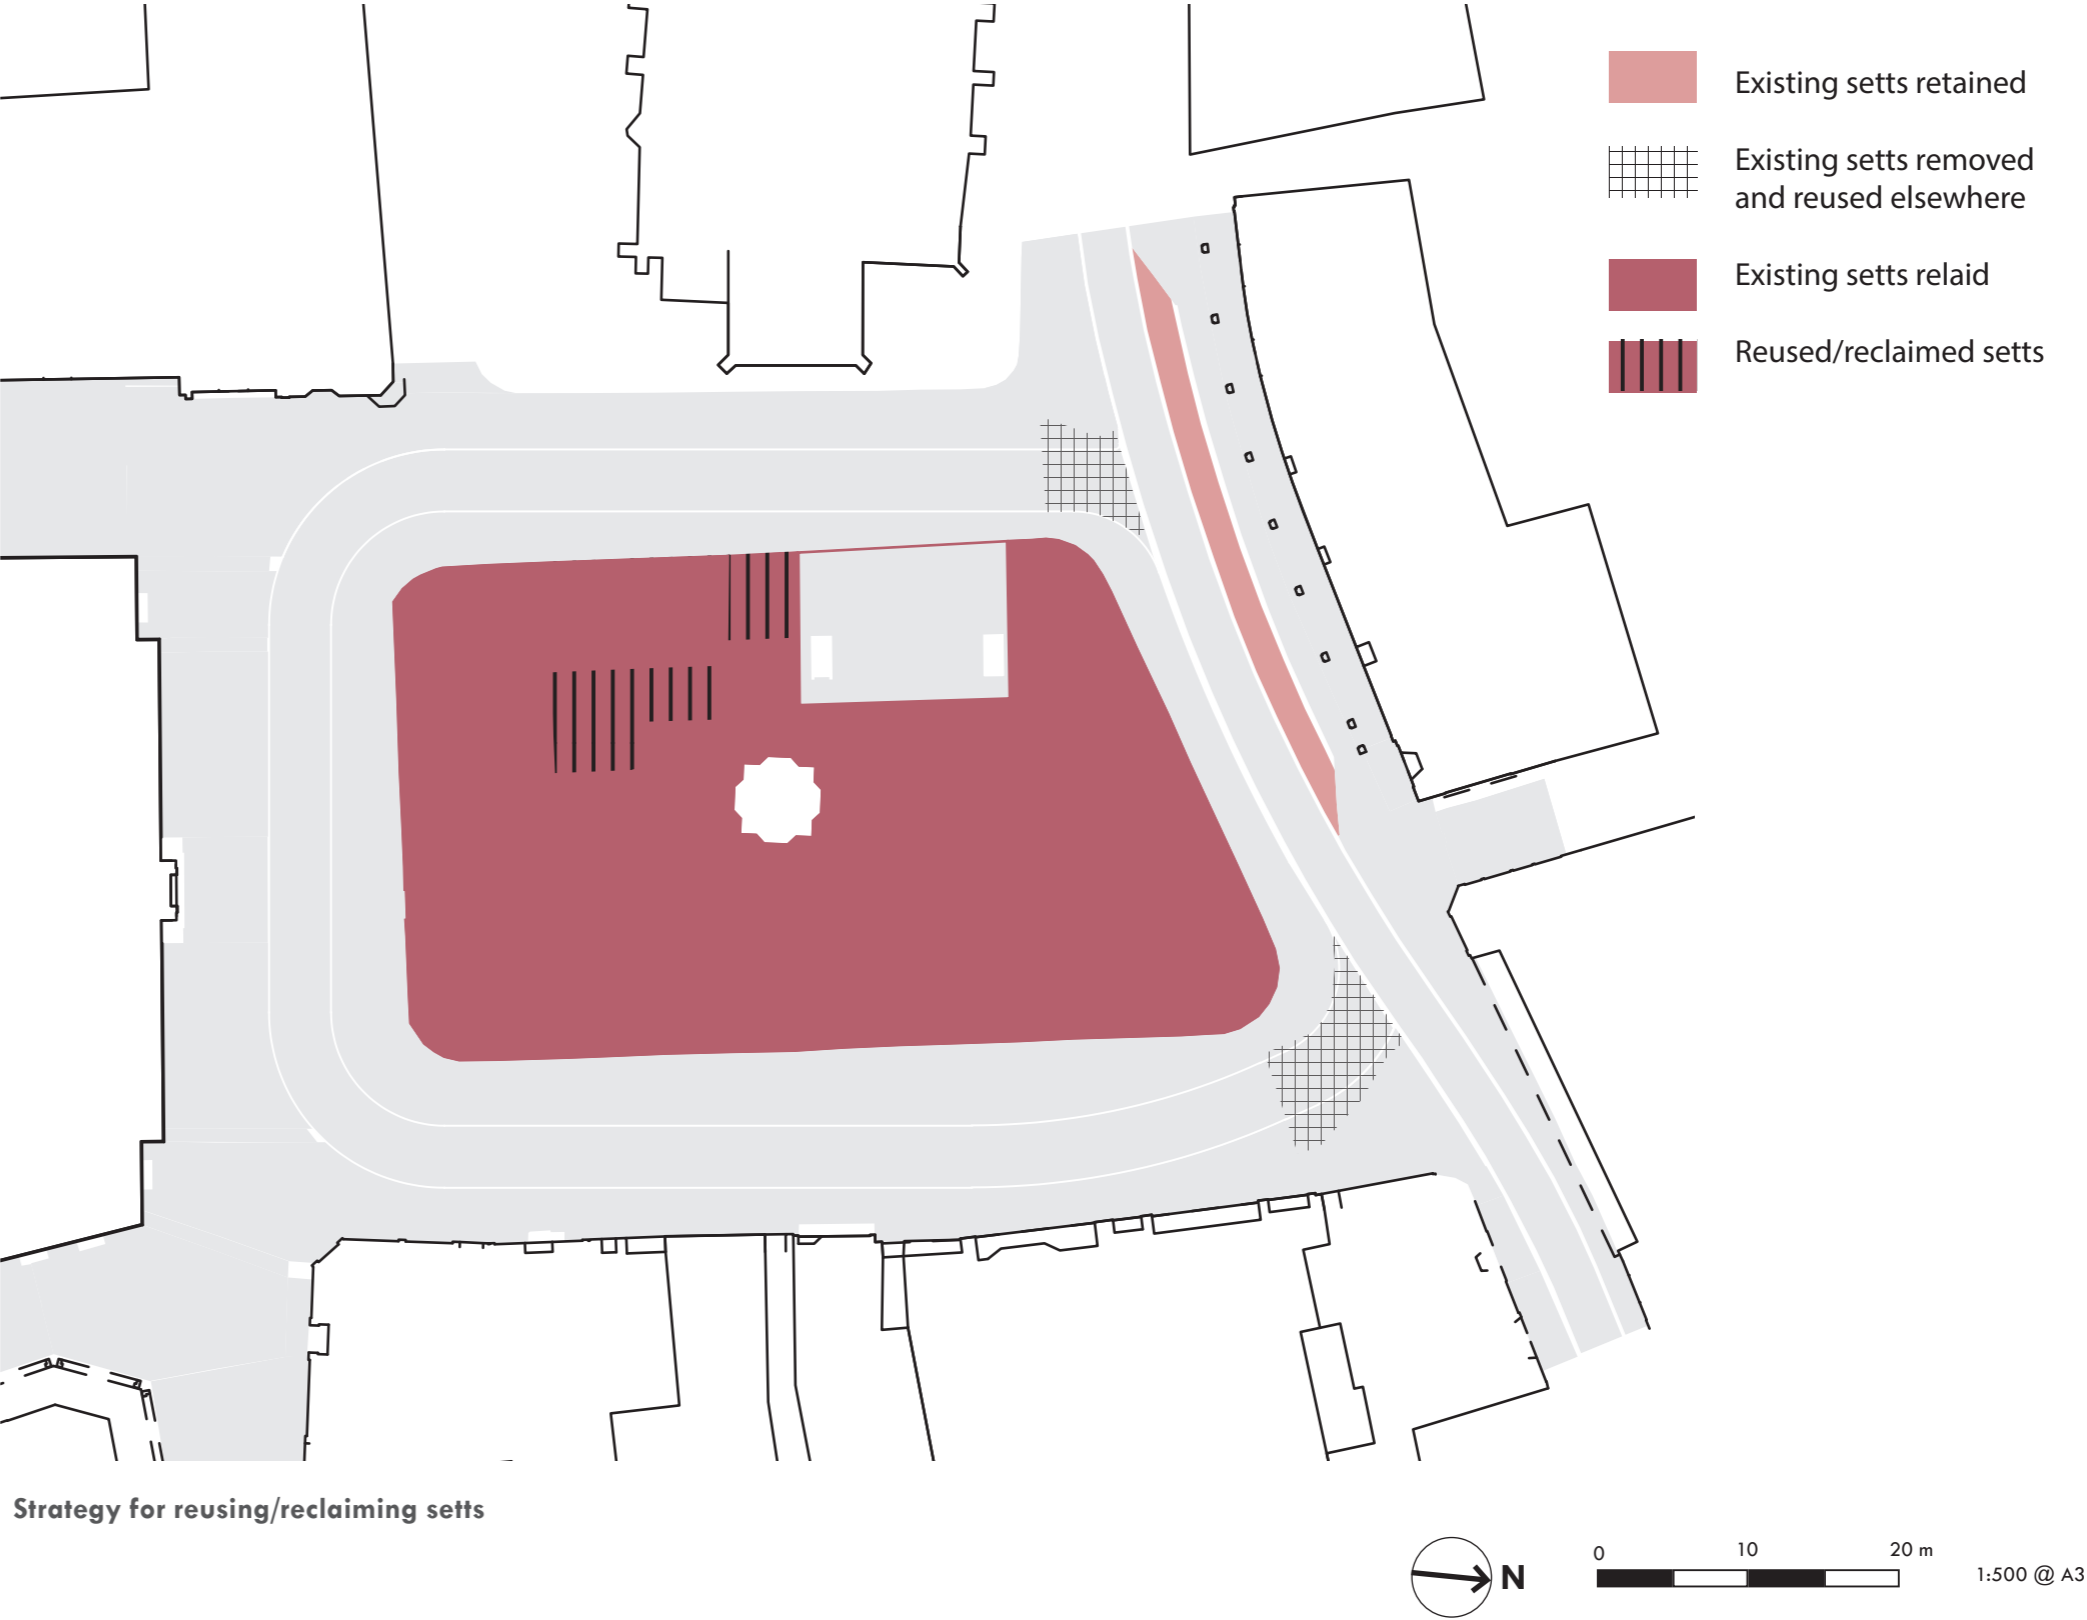 Existing setts retained
Existing setts removed
and reused elsewhere
Existing setts relaid
Reused/reclaimed setts
Strategy for reusing/reclaiming setts
N
0 10 20 m
1:500 @ A3